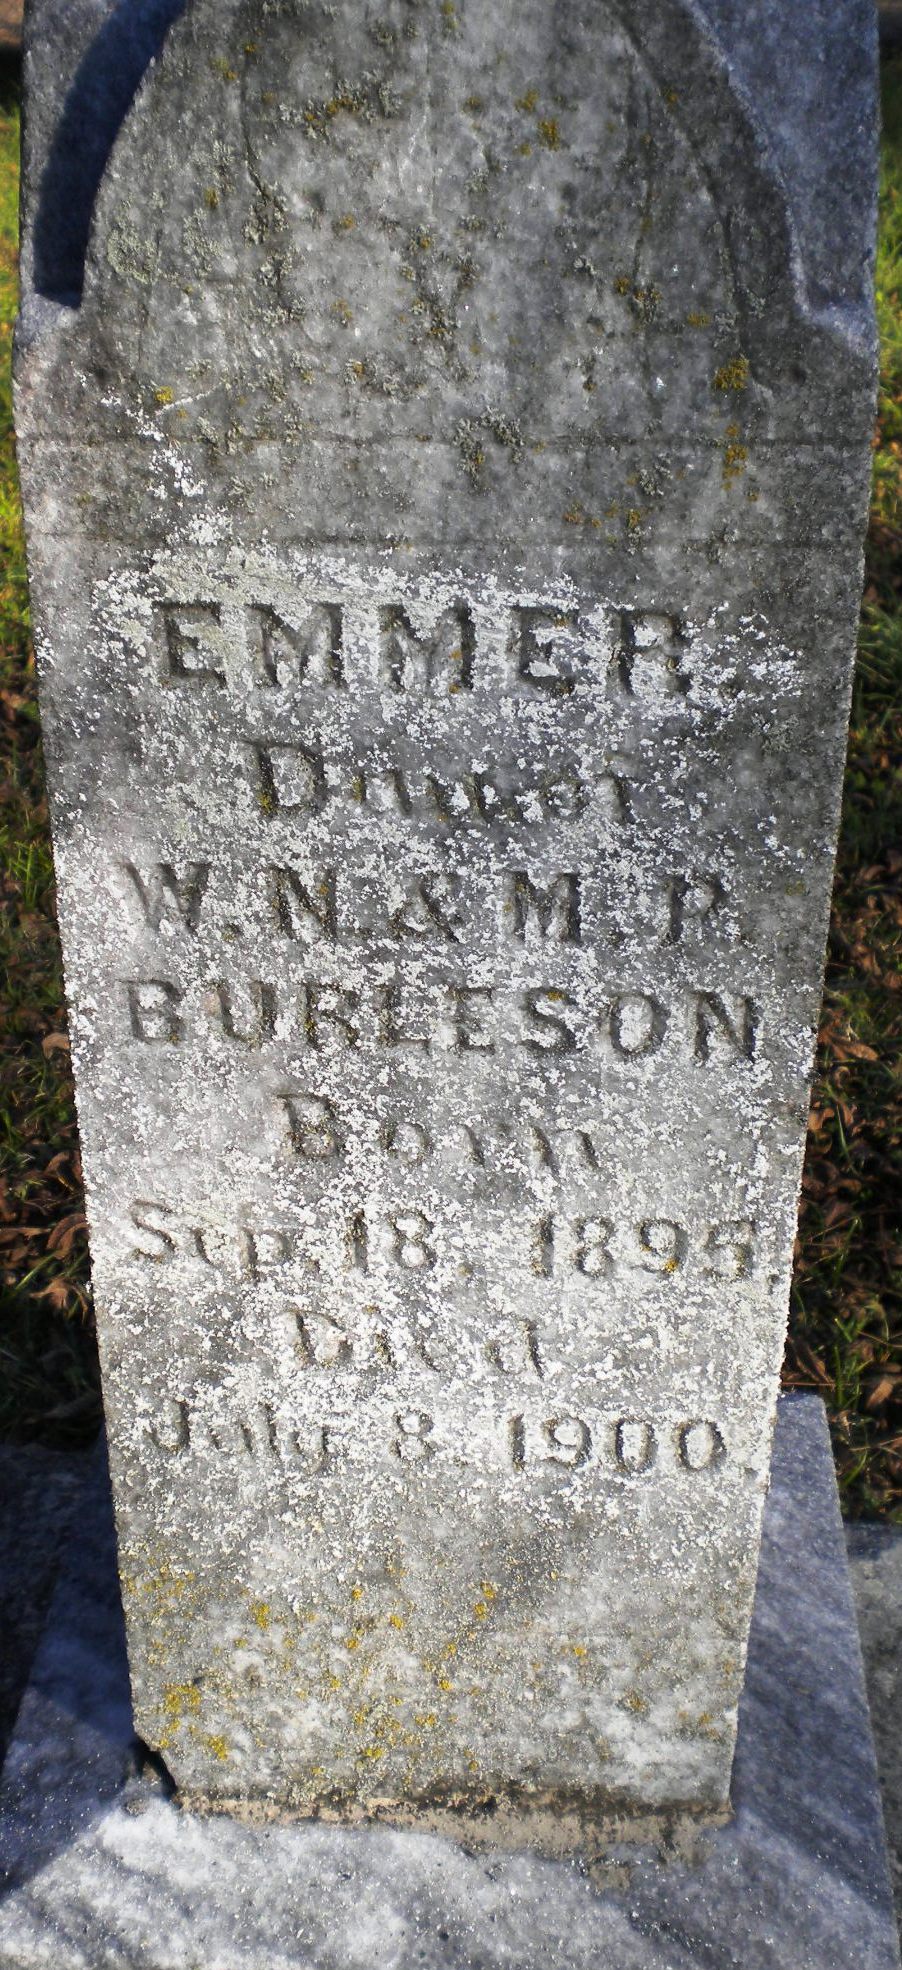 EMMER.
Dau. of
W. N. & M. P.
BURLESON
Born
Sep. 18. 1895.
Died
July 8. 1900.